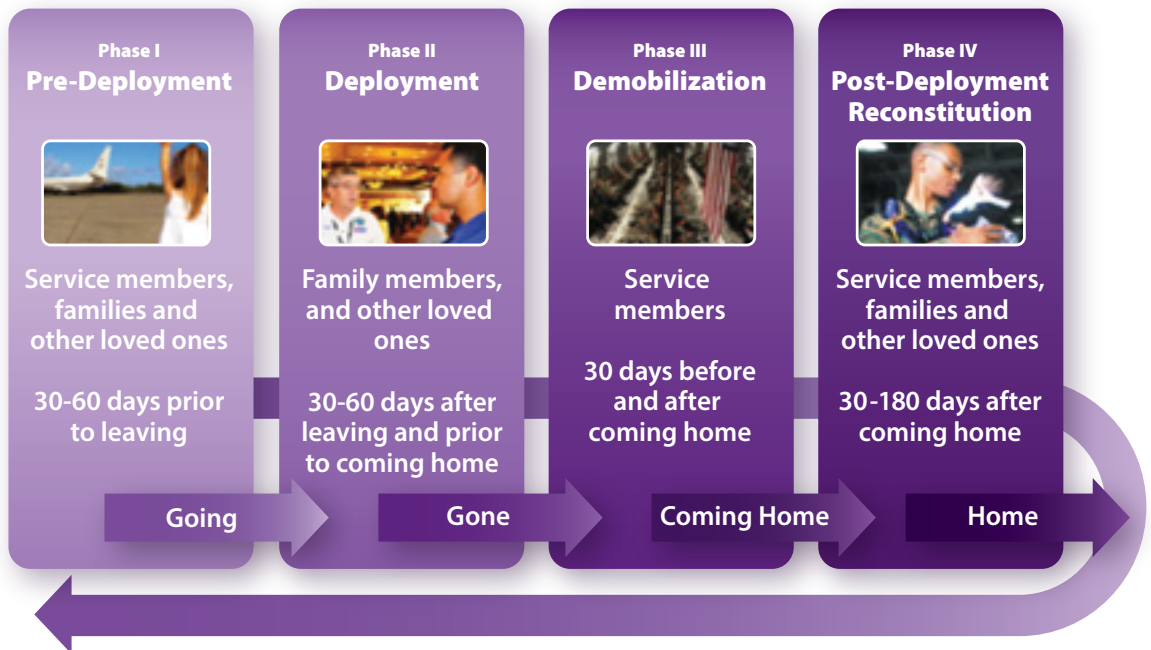 Phase I
Pre-Deployment
Service members,
families and
other loved ones
30-60 days prior
to leaving
Going
Phase II
Deployment
Family members,
and other loved
ones
30-60 days after
leaving and prior
to coming home
Gone
Phase III
Demobilization
Service
members
30 days before
and after
coming home
Coming Home
Phase IV
Post-Deployment
Reconstitution
Service members,
families and
other loved ones
30-180 days after
coming home
Home